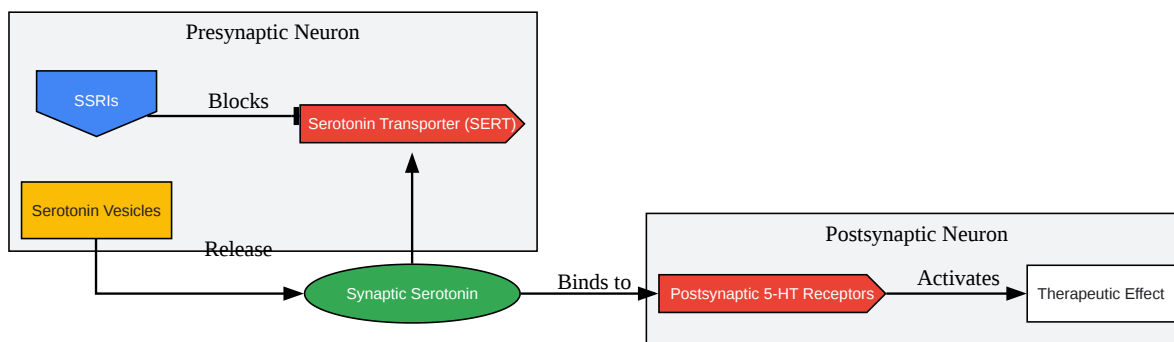 Presynaptic Neuron
SSRIs
Blocks
Serotonin Transporter (SERT)
Serotonin Vesicles
Release
Synaptic Serotonin
Binds to
Postsynaptic Neuron
Postsynaptic 5-HT Receptors
Activates
Therapeutic Effect